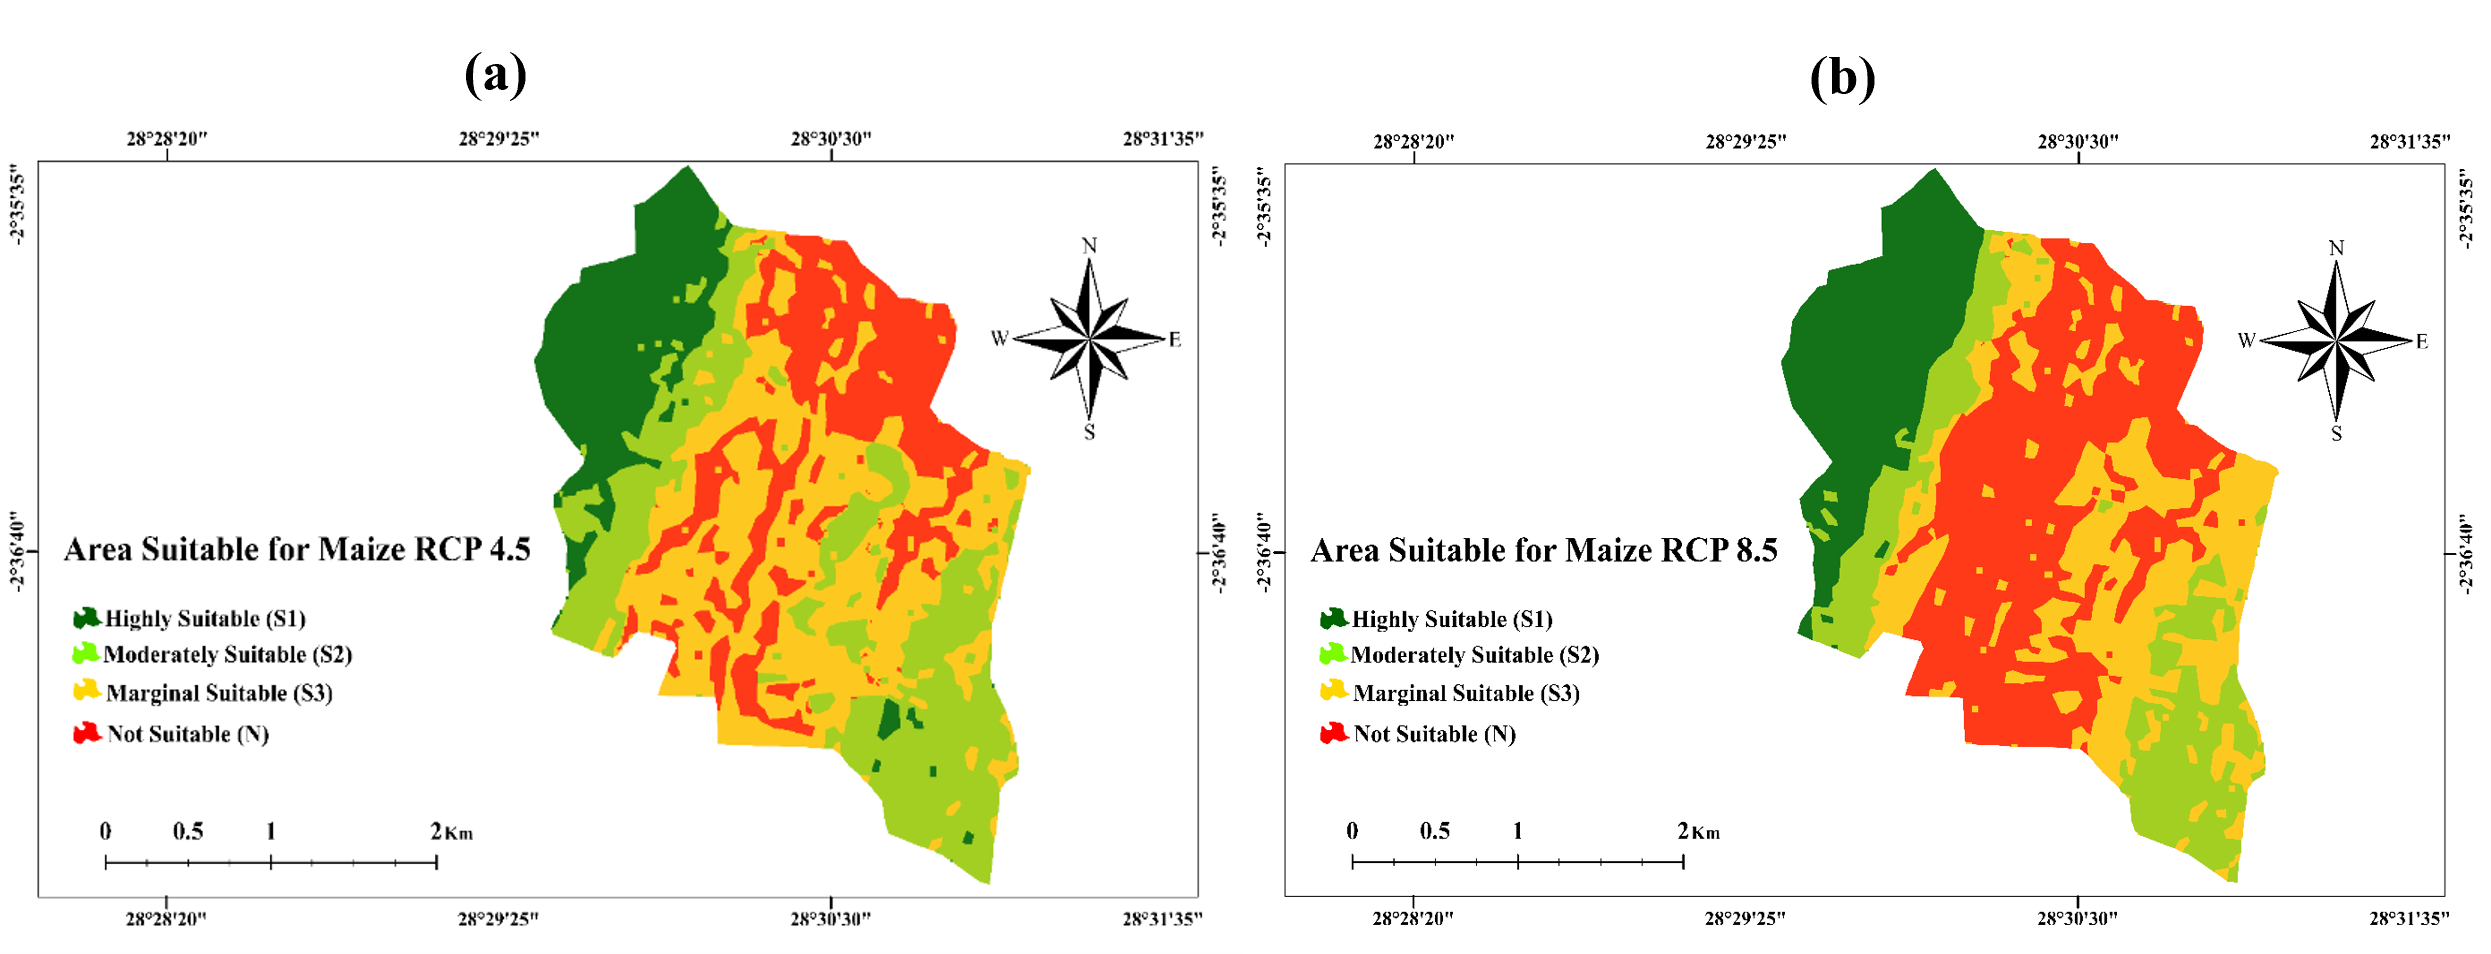 (a)
28°28'20" 28°29'25" 28°30'30" 28°31'35"
-2°35'35" -2°35'35"
N
W E
S
-2°36'40" -2°36'40"
Area Suitable for Maize RCP 4.5
Highly Suitable (S1)
Moderately Suitable (S2)
Marginal Suitable (S3)
Not Suitable (N)
0 0.5 1 2 Km
28°28'20" 28°29'25" 28°30'30" 28°31'35"
(b)
28°28'20" 28°29'25" 28°30'30" 28°31'35"
-2°35'35" -2°35'35"
N
W E
S
-2°36'40" -2°36'40"
Area Suitable for Maize RCP 8.5
Highly Suitable (S1)
Moderately Suitable (S2)
Marginal Suitable (S3)
Not Suitable (N)
0 0.5 1 2 Km
28°28'20" 28°29'25" 28°30'30" 28°31'35"